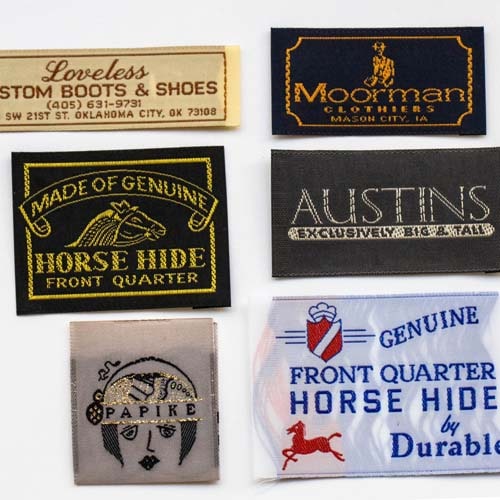 Loveless
STOM BOOTS & SHOES
(405) 631-9731
SW 21ST ST. OKLAHOMA CITY, OK 73108
Moorman
CLOTHIERS
MASON CITY, IA
MADE OF GENUINE
HORSE HIDE
FRONT QUARTER
AUSTINS
EXCLUSIVELY BIG & TALL
PAPIKE
GENUINE
FRONT QUARTER
HORSE HIDE
by
Durable